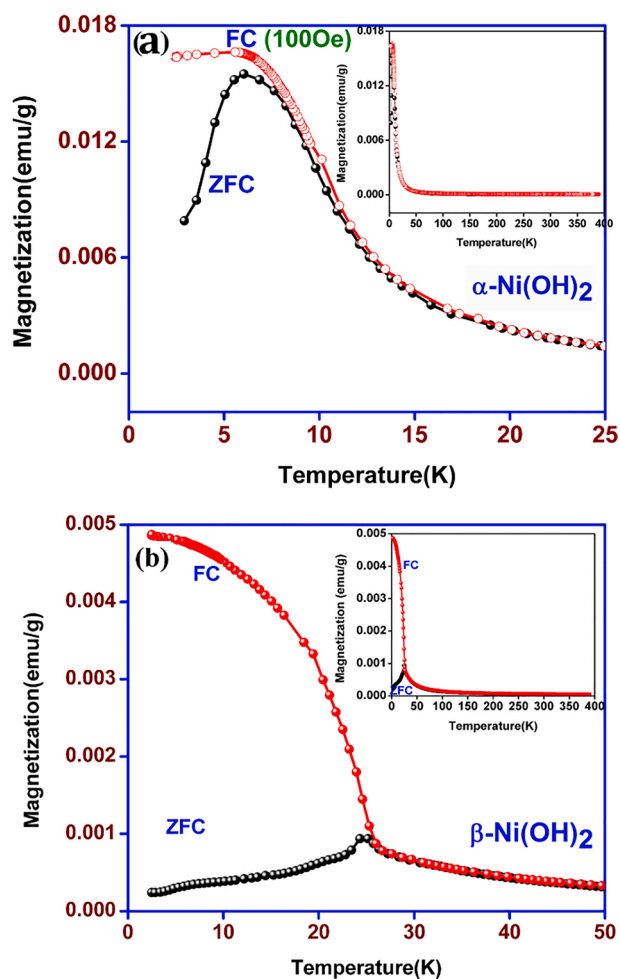 (a)
FC (100Oe)
ZFC
α-Ni(OH)2
Magnetization(emu/g)
0.018
0.012
0.006
0.000
0 5 10 15 20 25
Temperature(K)
Magnetization(emu/g)
0.018
0.012
0.006
0.000
0 50 100 150 200 250 300 350 400
Temperature(K)
(b)
FC
ZFC
β-Ni(OH)2
Magnetization(emu/g)
0.005
0.004
0.003
0.002
0.001
0.000
10 20 30 40 50
Temperature(K)
FC
FC
Magnetization (emu/g)
0.005
0.004
0.003
0.002
0.001
0.000
0 50 100 150 200 250 300 350 400
Temperature(K)